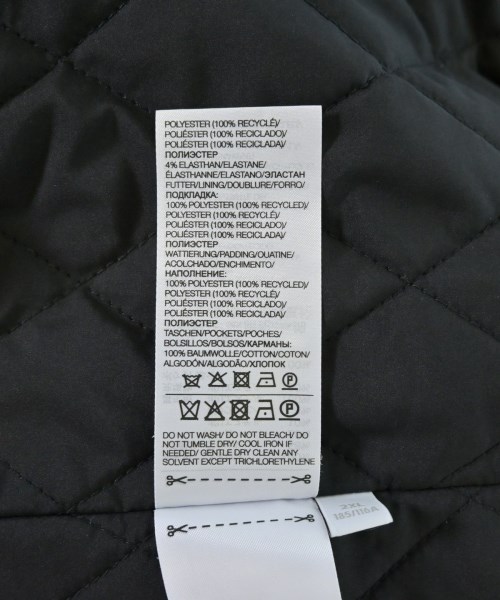 POLYESTER (100% RECYCLÉ)/
POLIÉSTER (100% RECICLADO)/
POLIÉSTER (100% RECICLADA)/
ПОЛИЭСТЕР
4% ELASTHAN/ELASTANE/
ÉLASTHANNE/ELASTANO/ЭЛАСТАН
FUTTER/LINING/DOUBLURE/FORRO/
ПОДКЛАДКА:
100% POLYESTER (100% RECYCLED)/
POLYESTER (100% RECYCLÉ)/
POLIÉSTER (100% RECICLADO)/
POLIÉSTER (100% RECICLADA)/
ПОЛИЭСТЕР
WATTIERUNG/PADDING/OUATINE/
ACOLCHADO/ENCHIMENTO/
НАПОЛНЕНИЕ:
100% POLYESTER (100% RECYCLED)/
POLYESTER (100% RECYCLÉ)/
POLIÉSTER (100% RECICLADO)/
POLIÉSTER (100% RECICLADA)/
ПОЛИЭСТЕР
TASCHEN/POCKETS/POCHES/
BOLSILLOS/BOLSOS/КАРМАНЫ:
100% BAUMWOLLE/COTTON/COTON/
ALGODÓN/ALGODÃO/ХЛОПОК
P
P
DO NOT WASH/ DO NOT BLEACH/ DO
NOT TUMBLE DRY/ COOL IRON IF
NEEDED/ GENTLE DRY CLEAN ANY
SOLVENT EXCEPT TRICHLORETHYLENE
2XL
185/116A